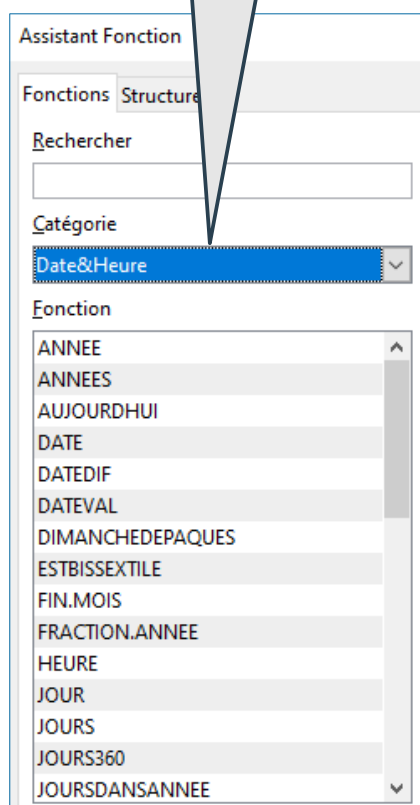 Assistant Fonction
Fonctions Structure
Rechercher
Catégorie
Date&Heure
Fonction
ANNEE
ANNEES
AUJOURDHUI
DATE
DATEDIF
DATEVAL
DIMANCHEDEPAQUES
ESTBISSEXTILE
FIN.MOIS
FRACTION.ANNEE
HEURE
JOUR
JOURS
JOURS360
JOURSDANSANNEE